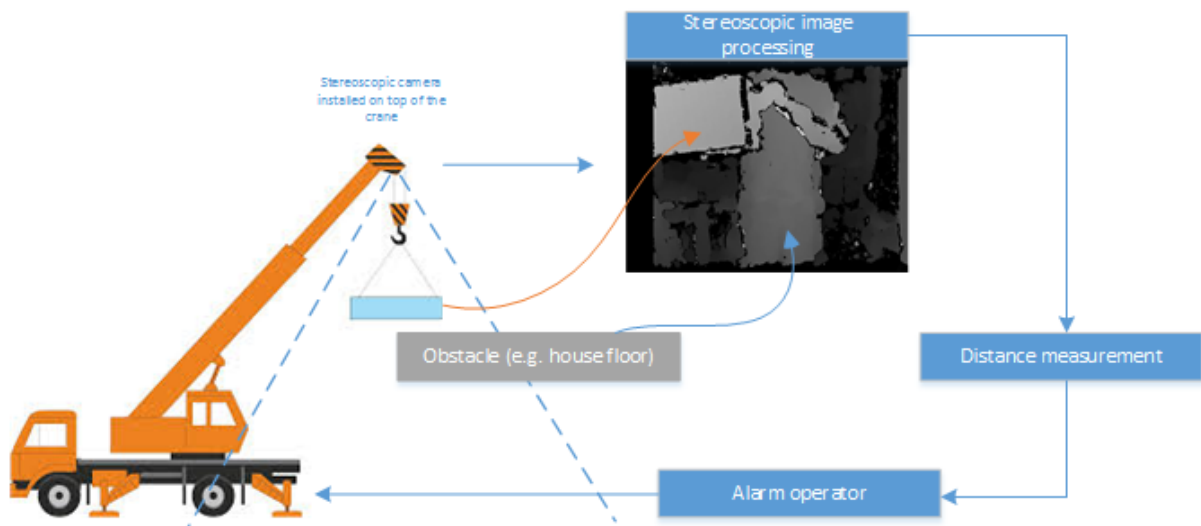 Stereoscopic image
processing
Stereoscopic camera
installed on top of the
crane
Obstacle (e.g. house floor)
Distance measurement
Alarm operator